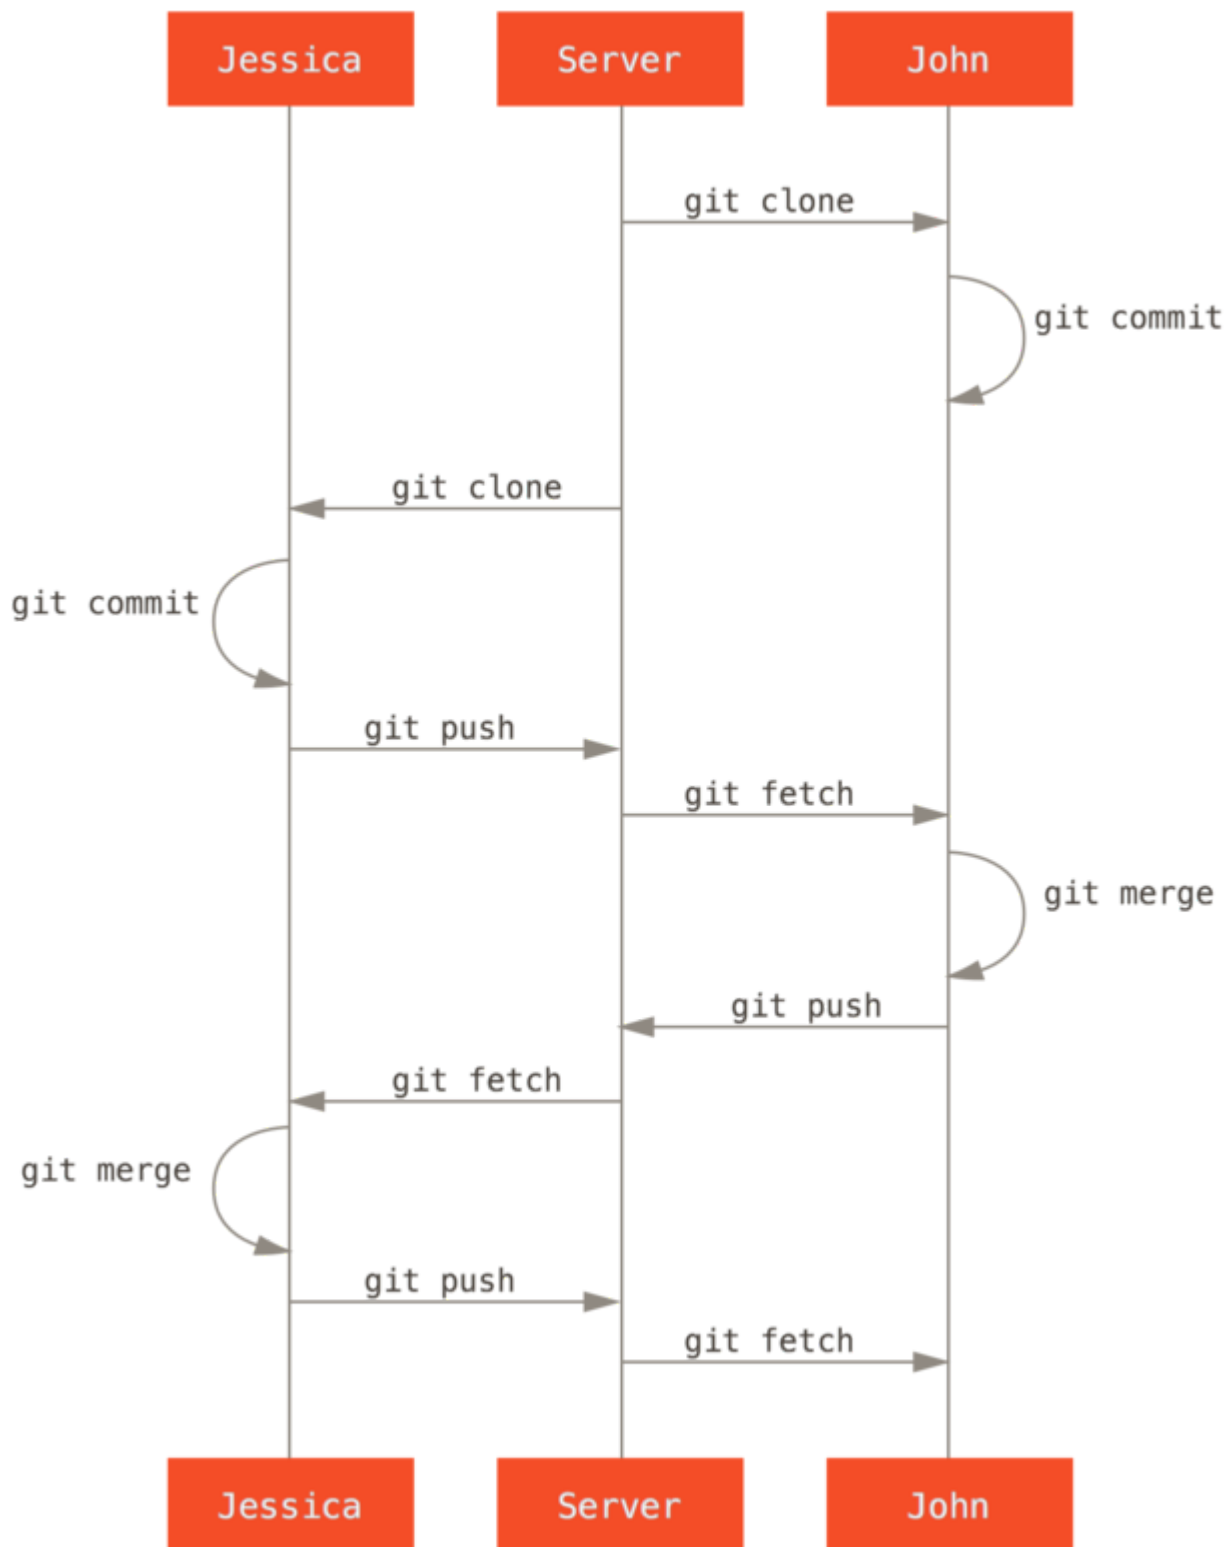 Jessica
Server
John
git clone
git commit
git clone
git commit
git push
git fetch
git merge
git push
git fetch
git merge
git push
git fetch
Jessica
Server
John